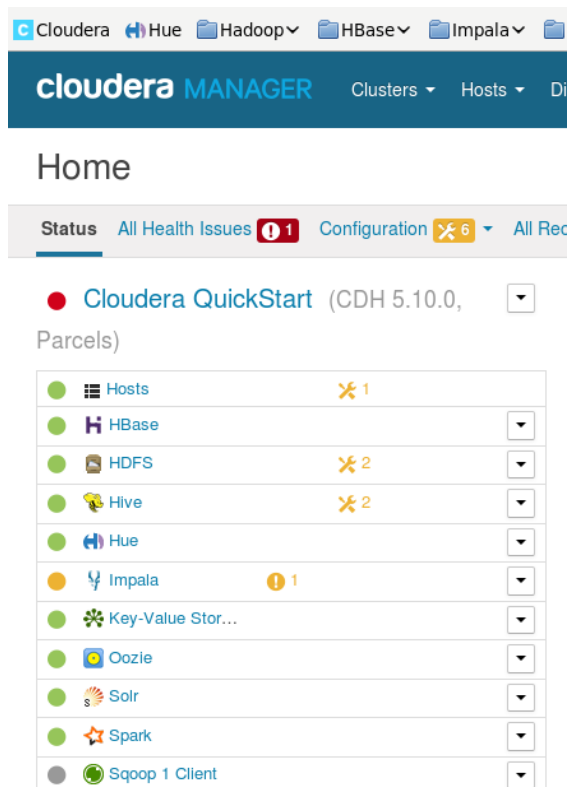 Cloudera Hue Hadoop HBase Impala
cloudera MANAGER Clusters Hosts
Home
Status All Health Issues 1 Configuration 6 All
Cloudera QuickStart (CDH 5.10.0,
Parcels)
Hosts 1
HBase
HDFS 2
Hive 2
Hue
Impala 1
Key-Value Stor...
Oozie
Solr
Spark
Sqoop 1 Client